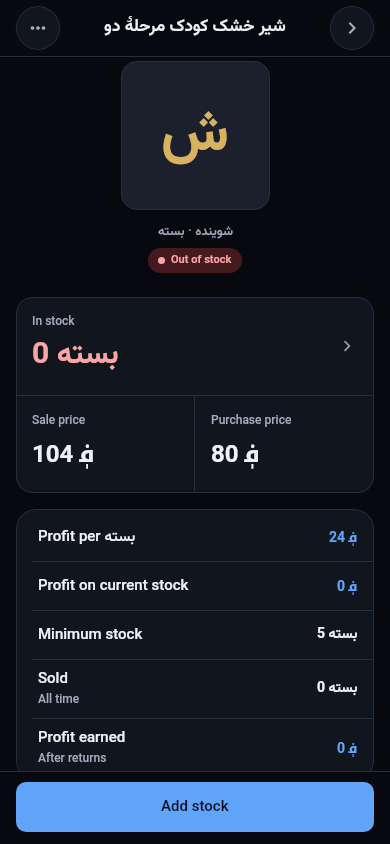 شیر خشک کودک مرحلهٔ دو
ش
شوینده · بسته
Out of stock
In stock
0 بسته
Sale price
Purchase price
104 ؋
80 ؋
Profit per بسته
24 ؋
Profit on current stock
0 ؋
Minimum stock
5 بسته
Sold
All time
0 بسته
Profit earned
After returns
0 ؋
Add stock